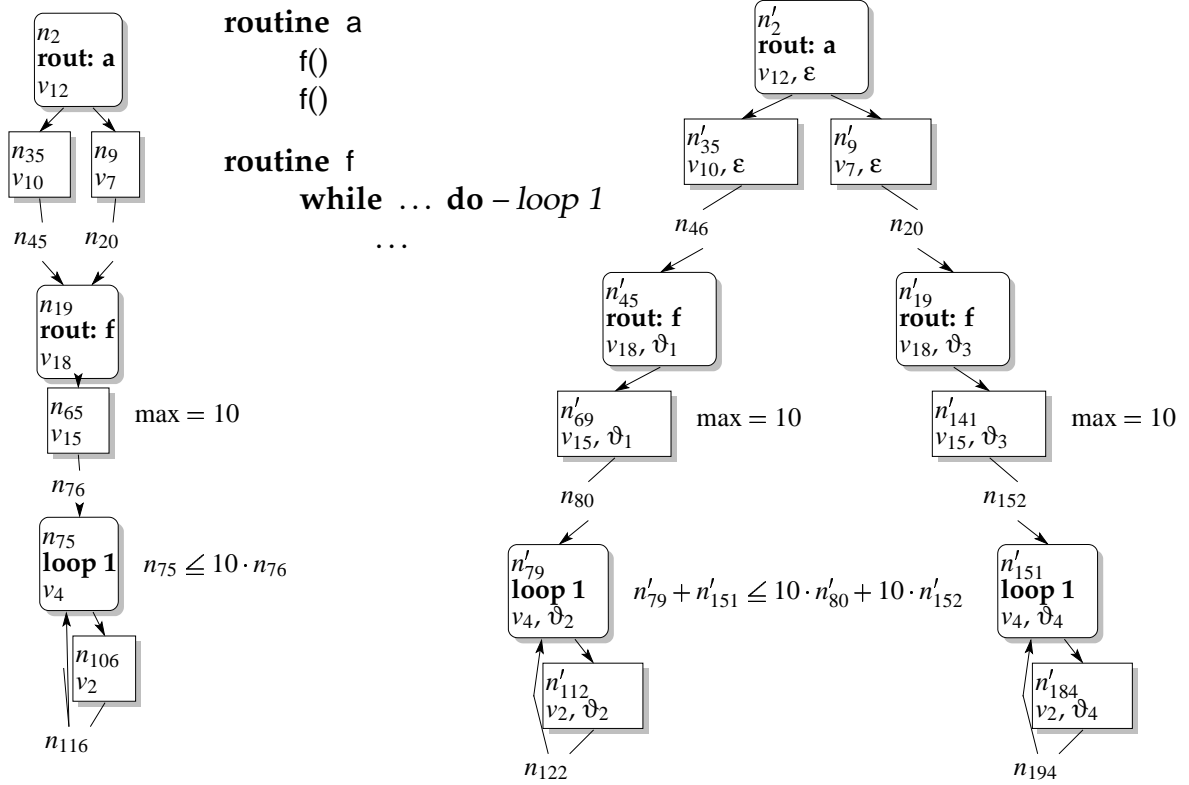 n₂
rout: a
v₁₂
n₃₅
v₁₀
n₉
v₇
n₄₅
n₂₀
n₁₉
rout: f
v₁₈
n₆₅
v₁₅
max = 10
n₇₆
n₇₅
loop 1
v₄
n₇₅ ≦ 10 · n₇₆
n₁₀₆
v₂
n₁₁₆
routine a
f()
f()
routine f
while … do – loop 1
…
n′₂
rout: a
v₁₂, ε
n′₃₅
v₁₀, ε
n′₉
v₇, ε
n₄₆
n₂₀
n′₄₅
rout: f
v₁₈, ϑ₁
n′₁₉
rout: f
v₁₈, ϑ₃
n′₆₉
v₁₅, ϑ₁
max = 10
n′₁₄₁
v₁₅, ϑ₃
max = 10
n₈₀
n₁₅₂
n′₇₉
loop 1
v₄, ϑ₂
n′₇₉ + n′₁₅₁ ≦ 10 · n′₈₀ + 10 · n′₁₅₂
n′₁₅₁
loop 1
v₄, ϑ₄
n′₁₁₂
v₂, ϑ₂
n′₁₈₄
v₂, ϑ₄
n₁₂₂
n₁₉₄